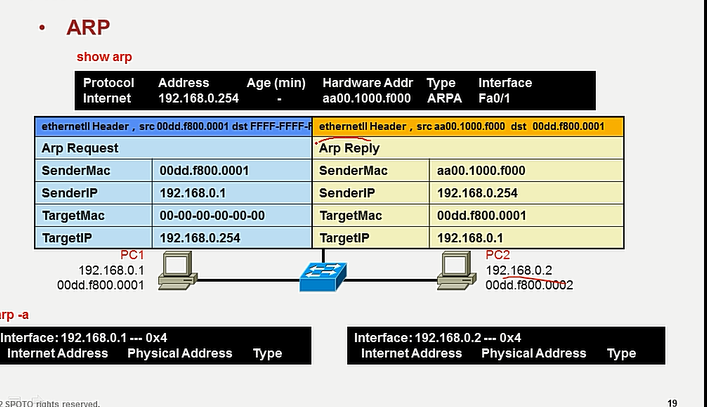 • ARP
show arp
Protocol Address Age (min) Hardware Addr Type Interface
Internet 192.168.0.254 - aa00.1000.f000 ARPA Fa0/1
ethernetII Header , src 00dd.f800.0001 dst FFFF-FFFF-F
Arp Request
SenderMac 00dd.f800.0001
SenderIP 192.168.0.1
TargetMac 00-00-00-00-00-00
TargetIP 192.168.0.254
ethernetII Header , src aa00.1000.f000 dst 00dd.f800.0001
Arp Reply
SenderMac aa00.1000.f000
SenderIP 192.168.0.254
TargetMac 00dd.f800.0001
TargetIP 192.168.0.1
PC1
192.168.0.1
00dd.f800.0001
PC2
192.168.0.2
00dd.f800.0002
arp -a
Interface: 192.168.0.1 --- 0x4
Internet Address Physical Address Type
Interface: 192.168.0.2 --- 0x4
Internet Address Physical Address Type
2 SPOTO rights reserved.
19